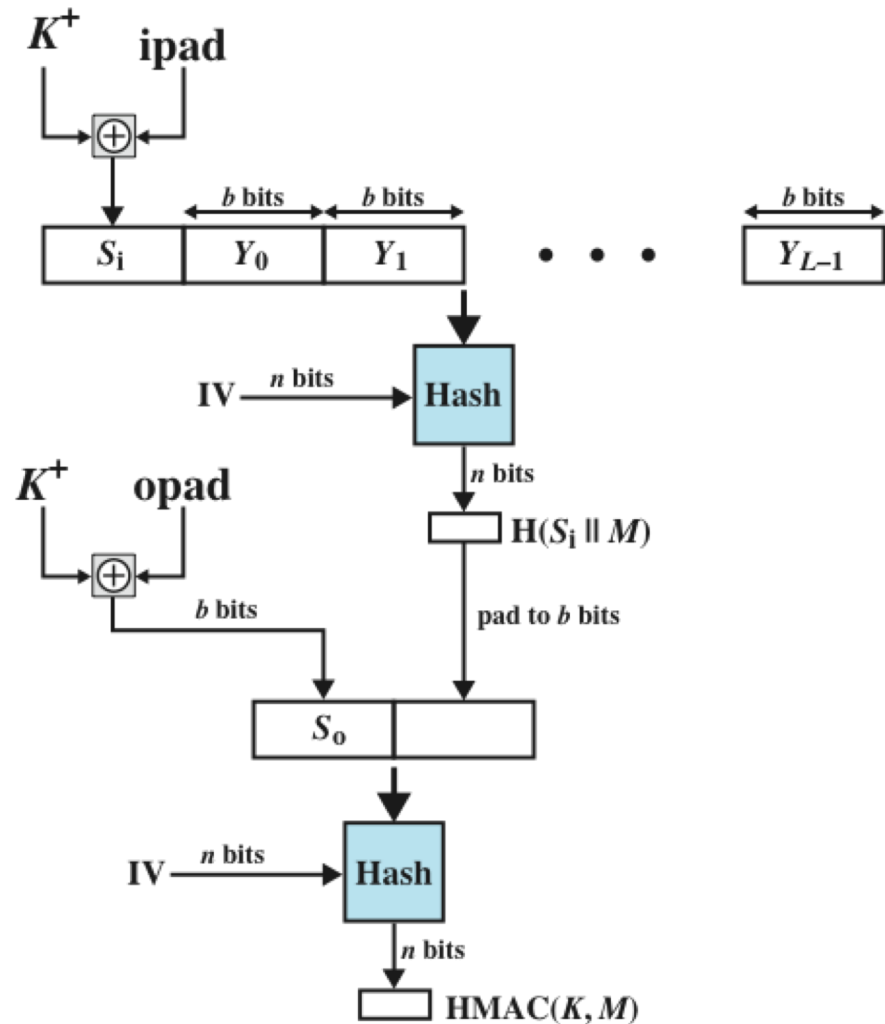 K⁺ ipad
⊕
b bits b bits b bits
Sᵢ Y₀ Y₁ • • • Y_{L–1}
IV n bits Hash
n bits
K⁺ opad
H(Sᵢ || M)
⊕
b bits pad to b bits
Sₒ
IV n bits Hash
n bits
HMAC(K, M)